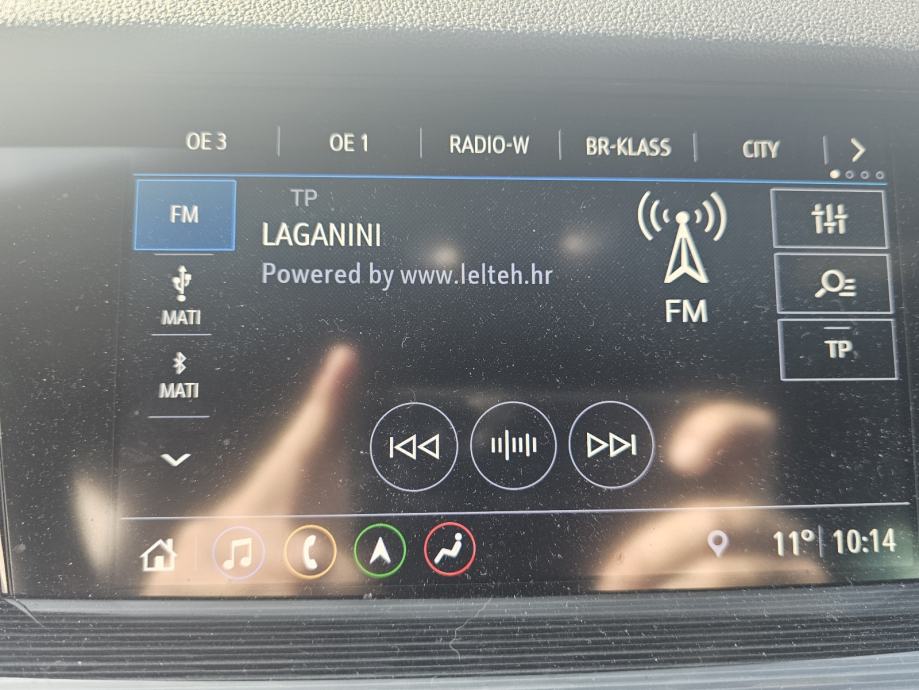 OE 3 OE 1 RADIO-W BR-KLASS CITY
FM
TP
LAGANINI
Powered by www.lelteh.hr
FM
MATI
MATI
TP
11° 10:14